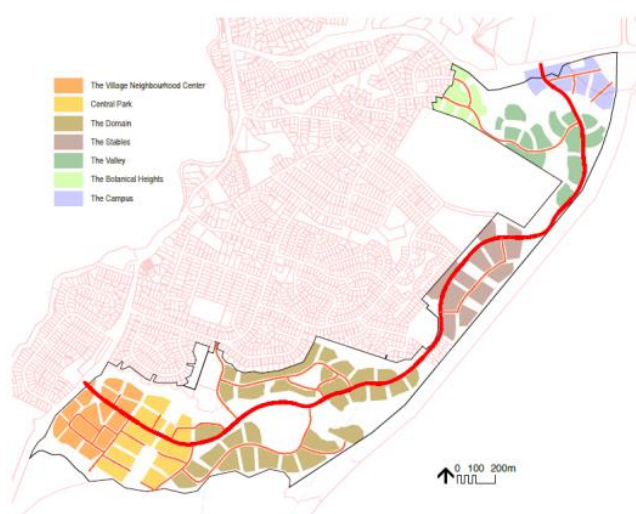 The Village Neighbourhood Center
Central Park
The Domain
The Stables
The Valley
The Botanical Heights
The Campus
0 100 200m